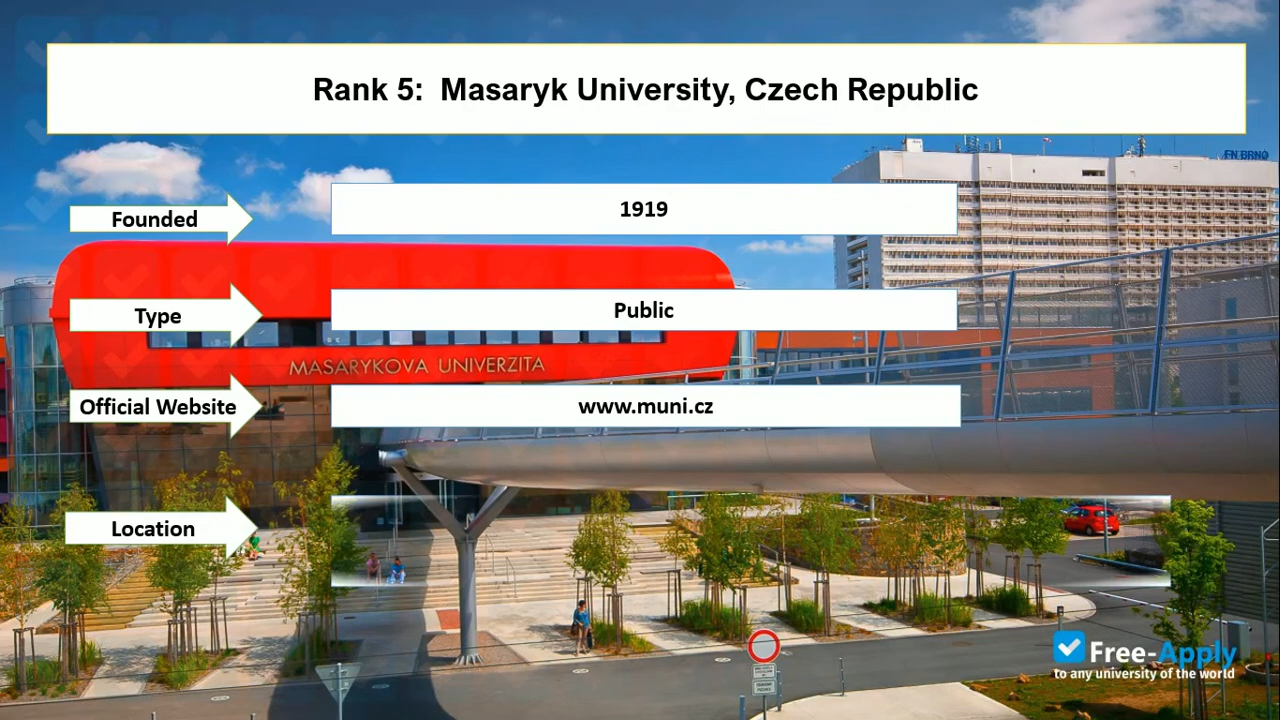 Rank 5:  Masaryk University, Czech Republic
FN BRNO
Founded
1919
Type
Public
MASARYKOVA UNIVERZITA
Official Website
www.muni.cz
Location
Free-Apply
to any university of the world